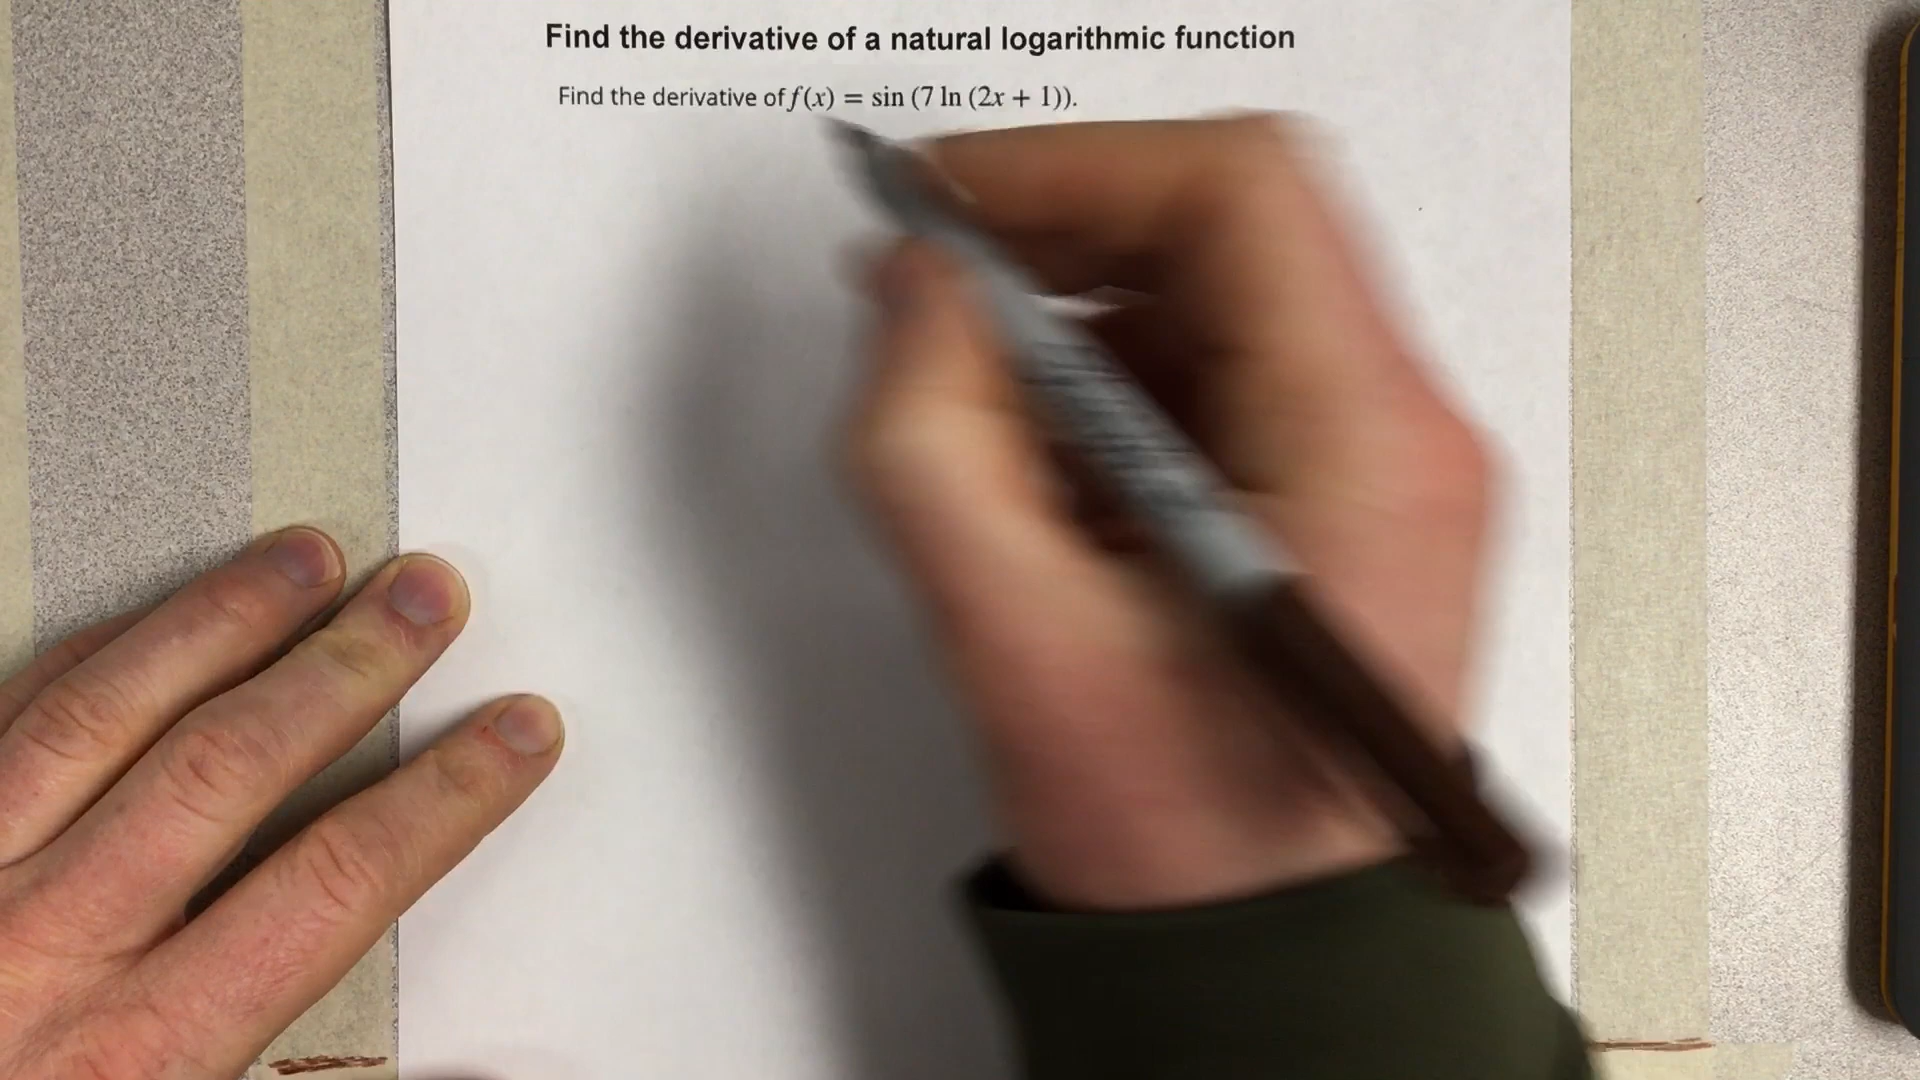 Find the derivative of a natural logarithmic function
Find the derivative of f(x) = sin (7 ln (2x + 1)).